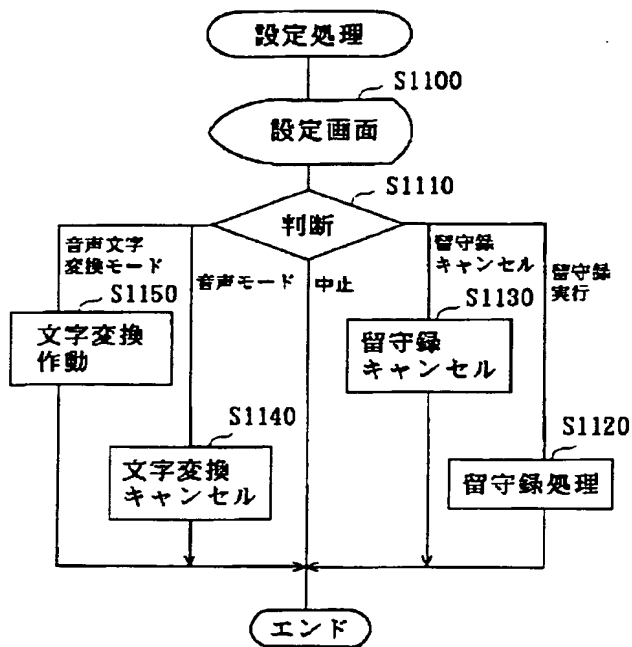 設定処理
S1100
設定画面
S1110
判断
音声文字
変換モード
音声モード
中止
留守録
キャンセル
留守録
実行
S1150
文字変換
作動
S1130
留守録
キャンセル
S1140
文字変換
キャンセル
S1120
留守録処理
エンド